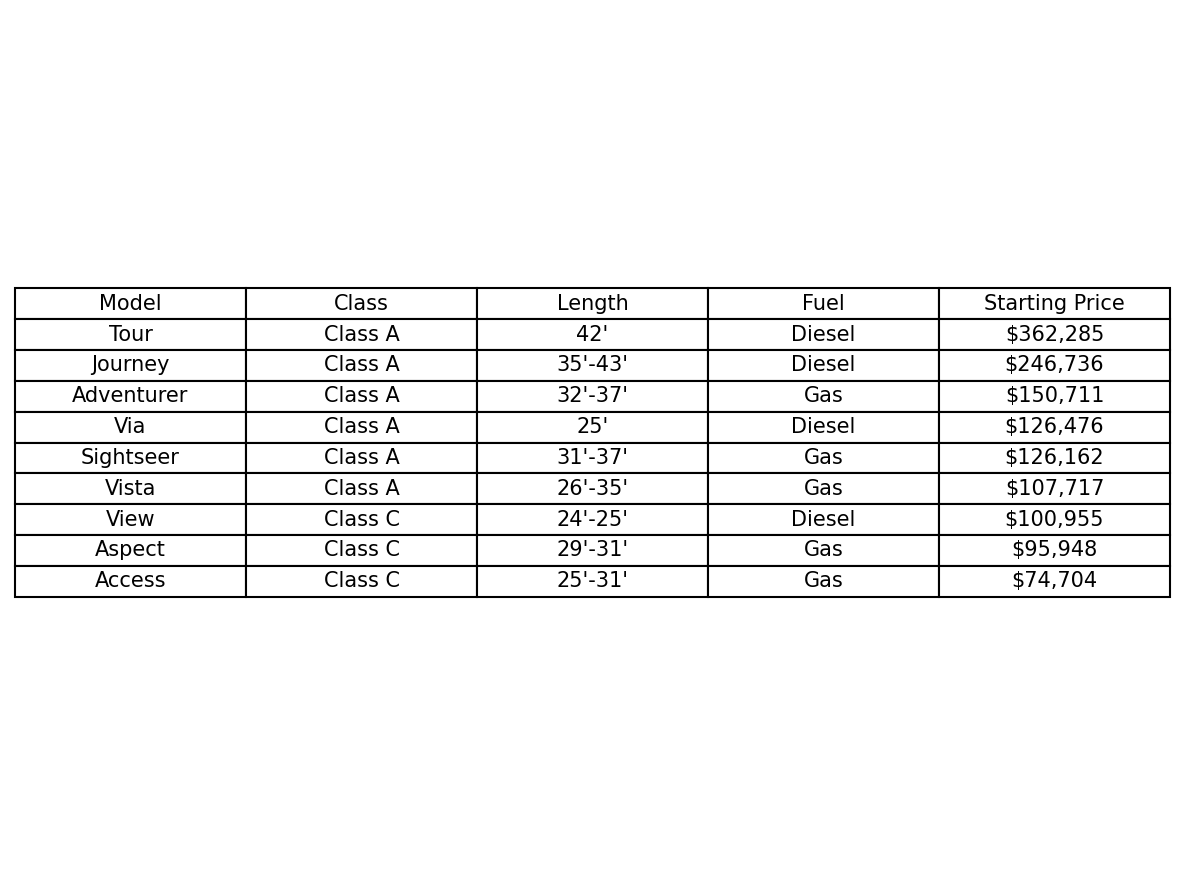 Model Class Length Fuel Starting Price
Tour Class A 42' Diesel $362,285
Journey Class A 35'-43' Diesel $246,736
Adventurer Class A 32'-37' Gas $150,711
Via Class A 25' Diesel $126,476
Sightseer Class A 31'-37' Gas $126,162
Vista Class A 26'-35' Gas $107,717
View Class C 24'-25' Diesel $100,955
Aspect Class C 29'-31' Gas $95,948
Access Class C 25'-31' Gas $74,704